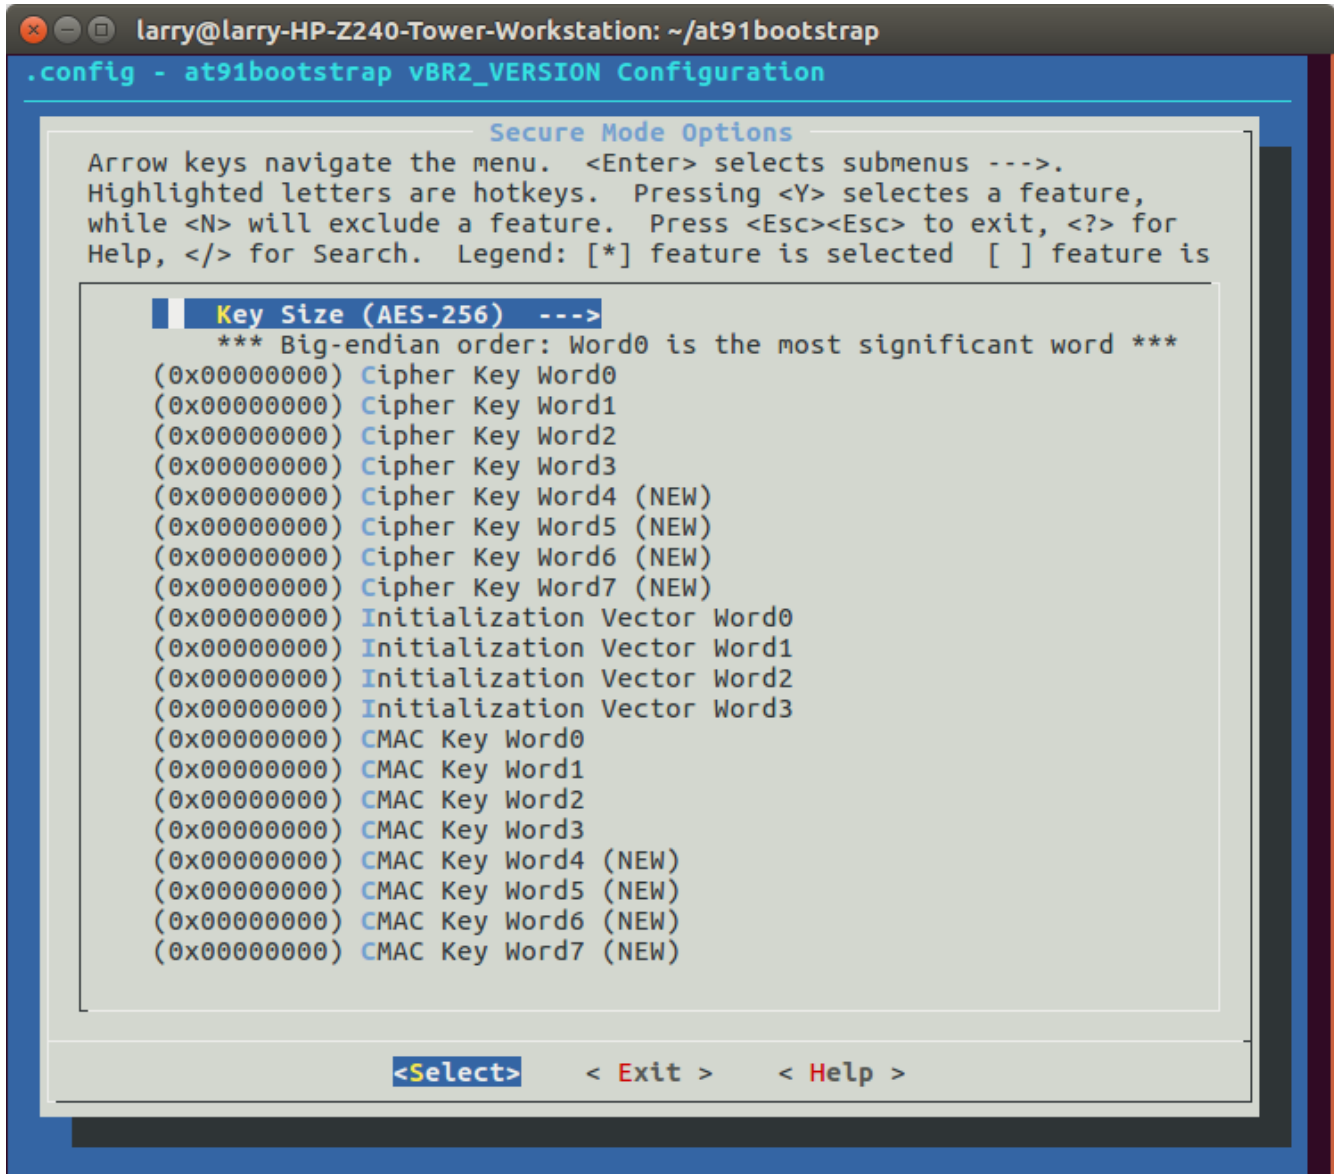 larry@larry-HP-Z240-Tower-Workstation: ~/at91bootstrap
.config - at91bootstrap vBR2_VERSION Configuration
Secure Mode Options
Arrow keys navigate the menu.  <Enter> selects submenus --->.
Highlighted letters are hotkeys.  Pressing <Y> selectes a feature,
while <N> will exclude a feature.  Press <Esc><Esc> to exit, <?> for
Help, </> for Search.  Legend: [*] feature is selected  [ ] feature is
Key Size (AES-256)  --->
*** Big-endian order: Word0 is the most significant word ***
(0x00000000) Cipher Key Word0
(0x00000000) Cipher Key Word1
(0x00000000) Cipher Key Word2
(0x00000000) Cipher Key Word3
(0x00000000) Cipher Key Word4 (NEW)
(0x00000000) Cipher Key Word5 (NEW)
(0x00000000) Cipher Key Word6 (NEW)
(0x00000000) Cipher Key Word7 (NEW)
(0x00000000) Initialization Vector Word0
(0x00000000) Initialization Vector Word1
(0x00000000) Initialization Vector Word2
(0x00000000) Initialization Vector Word3
(0x00000000) CMAC Key Word0
(0x00000000) CMAC Key Word1
(0x00000000) CMAC Key Word2
(0x00000000) CMAC Key Word3
(0x00000000) CMAC Key Word4 (NEW)
(0x00000000) CMAC Key Word5 (NEW)
(0x00000000) CMAC Key Word6 (NEW)
(0x00000000) CMAC Key Word7 (NEW)
<Select>    < Exit >    < Help >